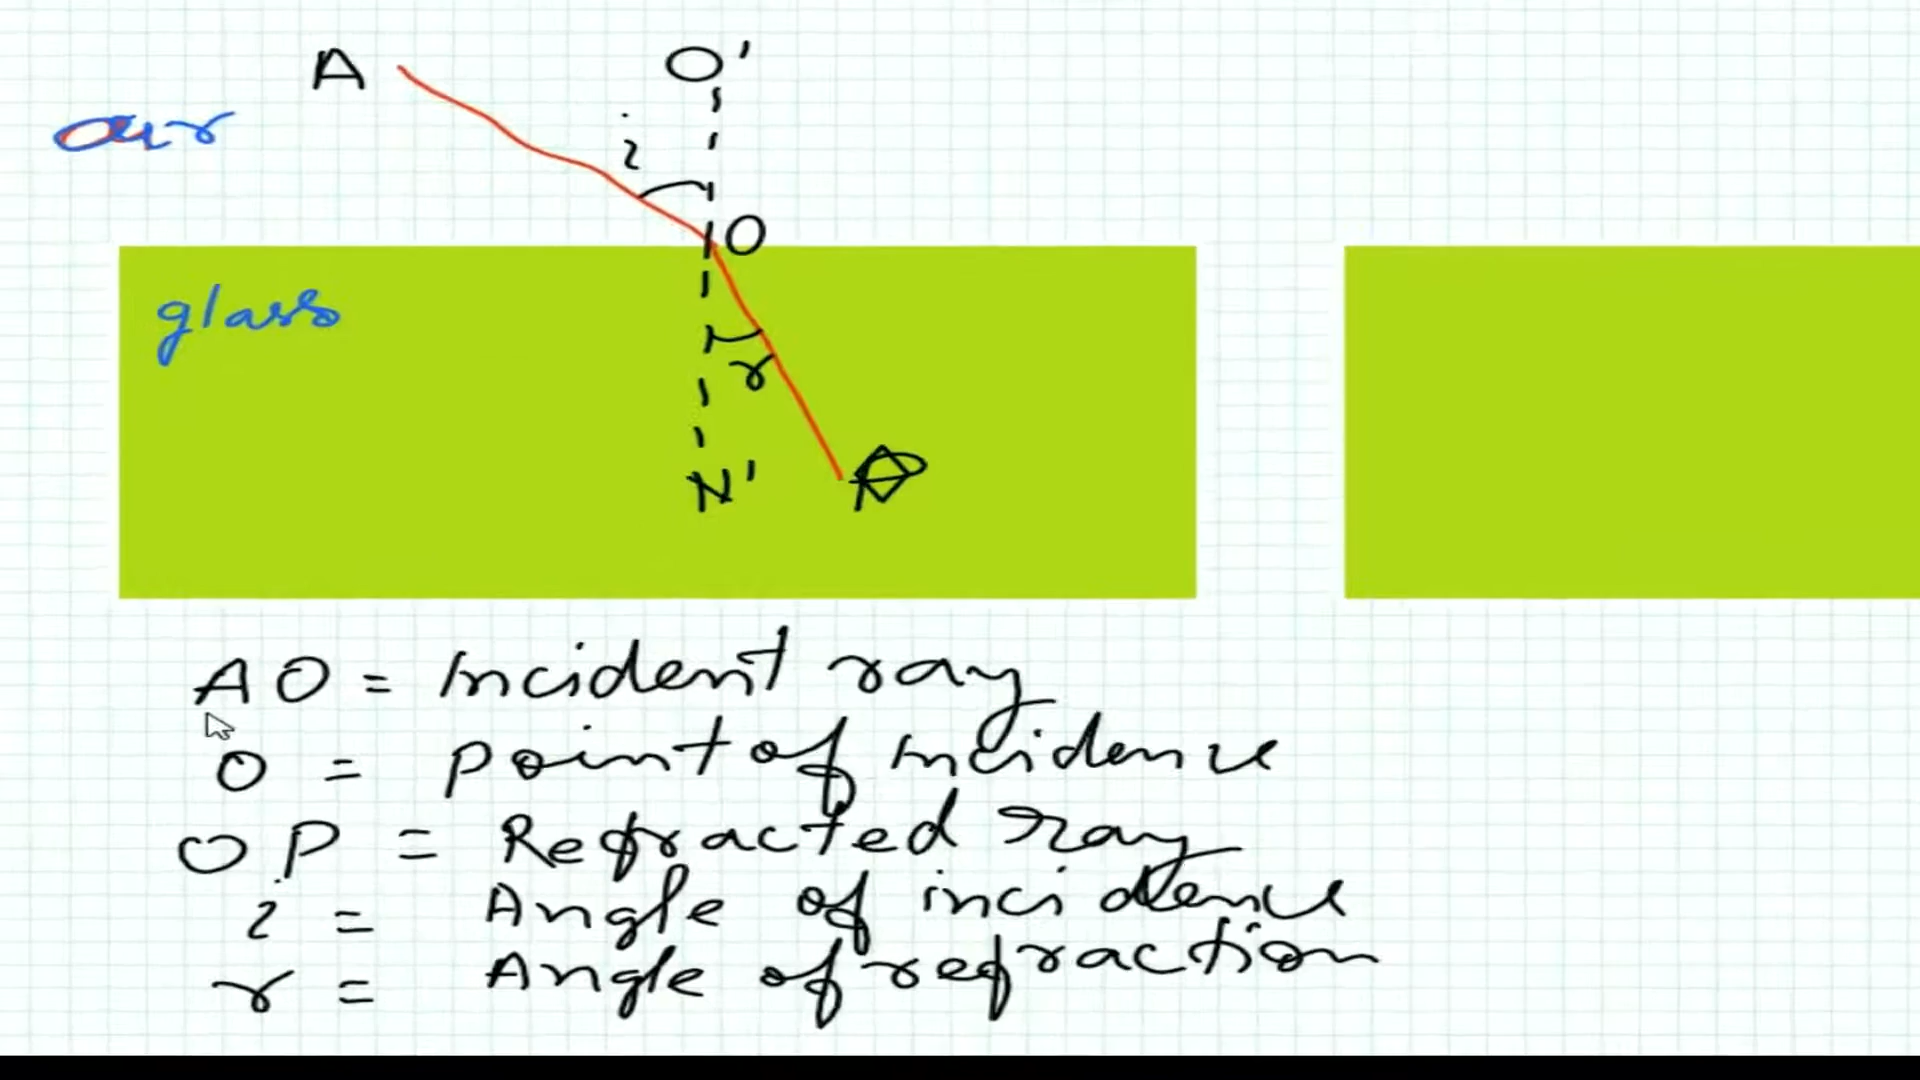 A
O'
air
i
O
glass
r
N'
P
AO = Incident ray
O = point of incidence
OP = Refracted ray
i = Angle of incidence
r = Angle of refraction